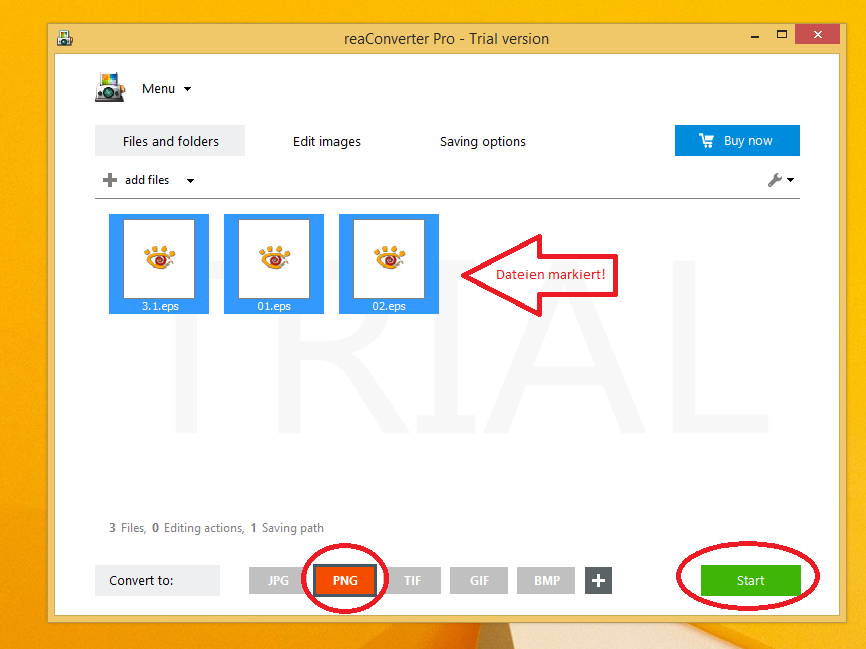 reaConverter Pro - Trial version
Menu
Files and folders
Edit images
Saving options
Buy now
add files
3.1.eps
01.eps
02.eps
Dateien markiert!
TRIAL
3 Files, 0 Editing actions, 1 Saving path
Convert to:
JPG
PNG
TIF
GIF
BMP
Start